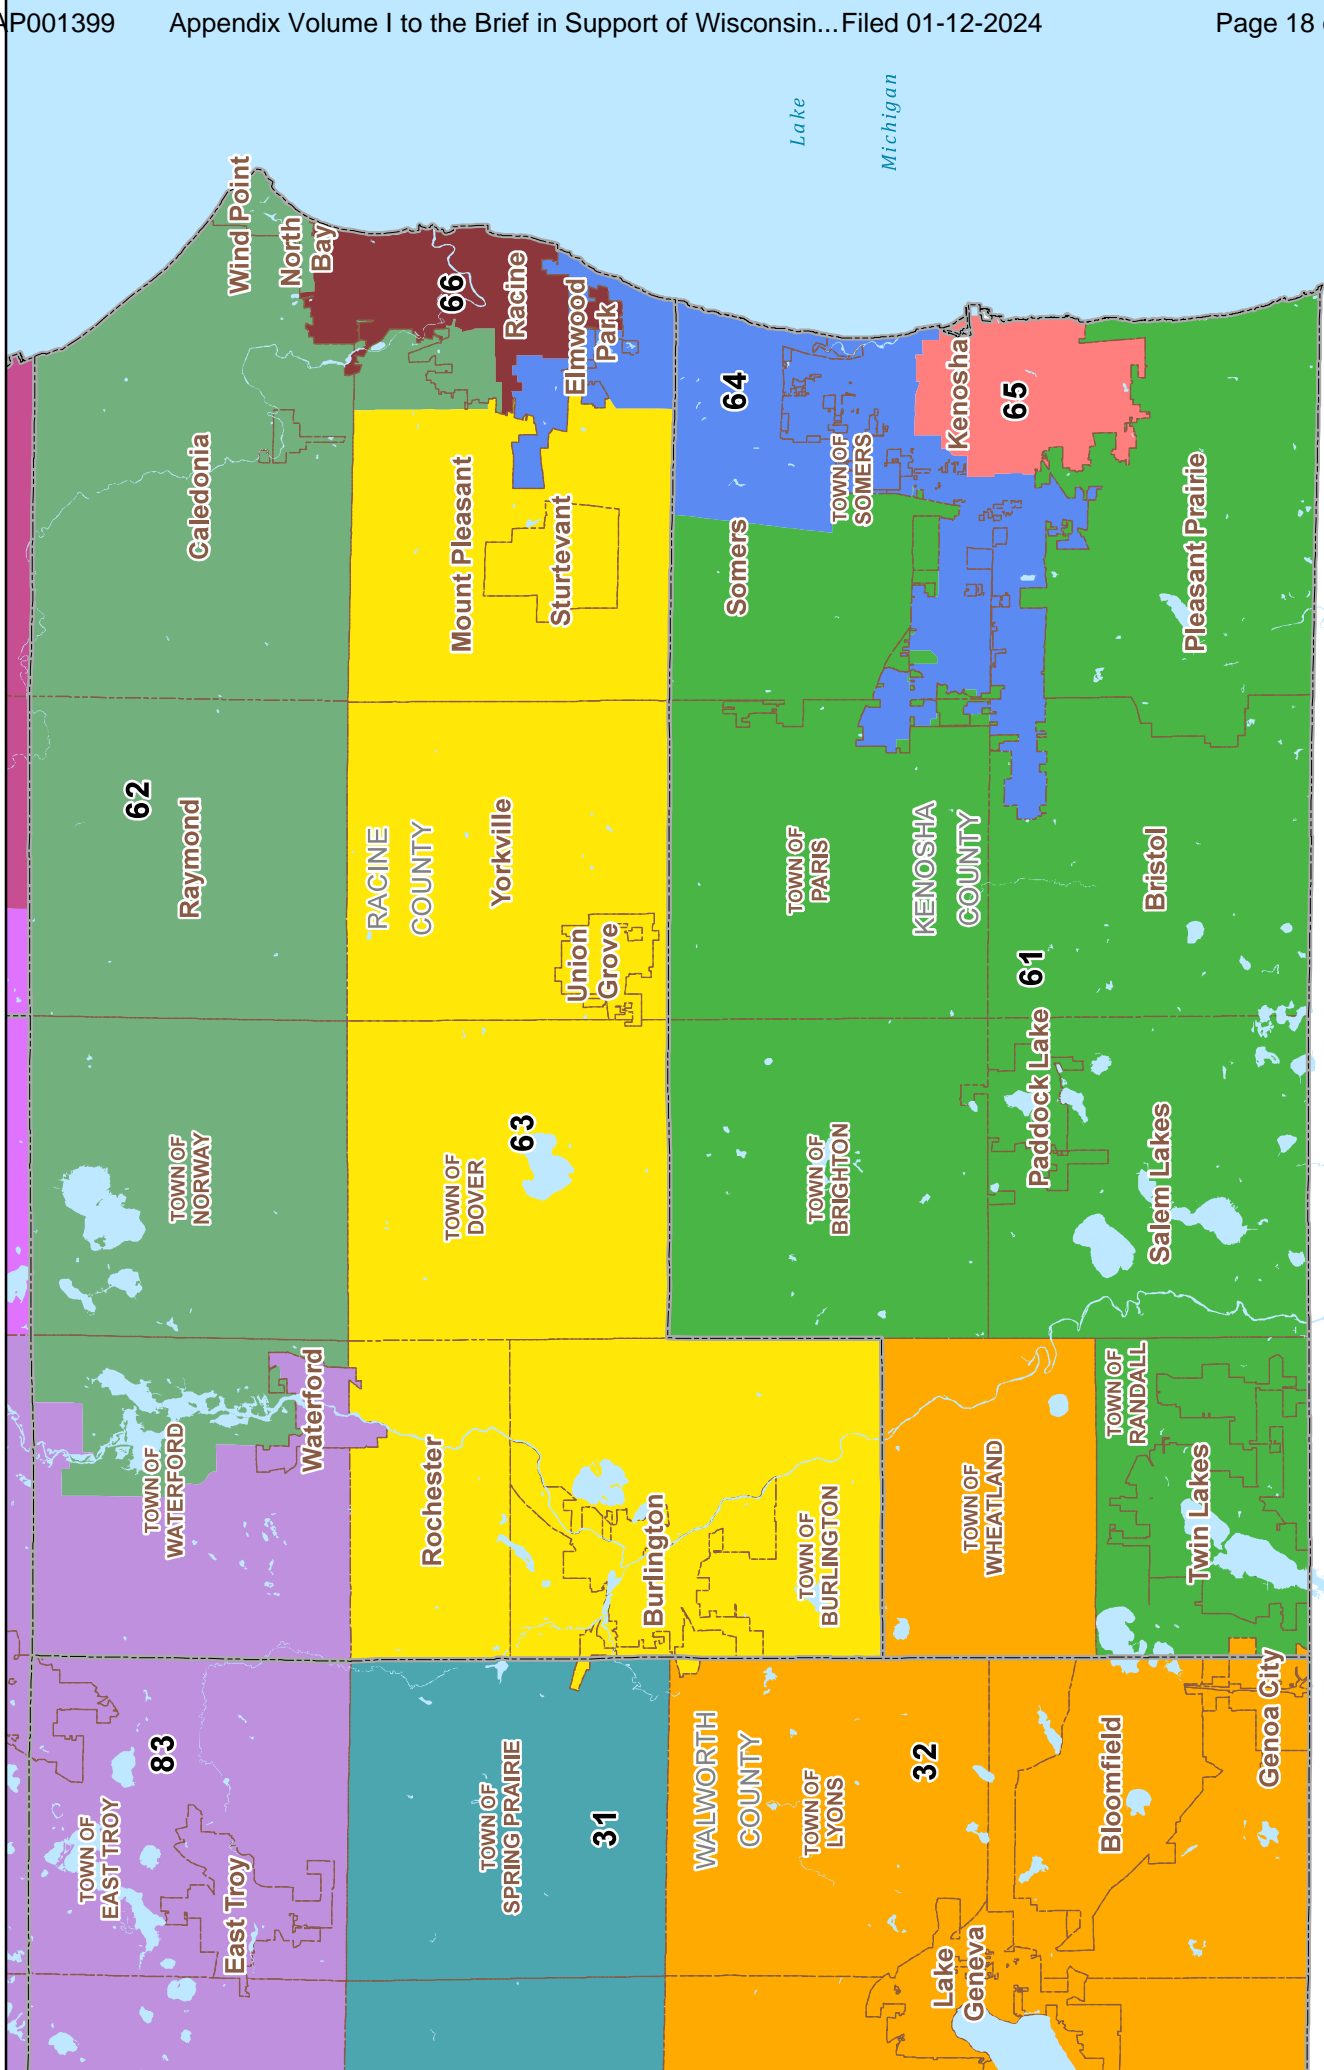 AP001399 Appendix Volume I to the Brief in Support of Wisconsin... Filed 01-12-2024 Page 18
Lake
Michigan
Wind Point
North
Bay
66
Racine
Elmwood
Park
Caledonia
Mount Pleasant
Sturtevant
64
TOWN OF
SOMERS
Somers
Kenosha
65
Pleasant Prairie
62
Raymond
RACINE
COUNTY
Yorkville
Union
Grove
TOWN OF
PARIS
KENOSHA
COUNTY
Bristol
61
TOWN OF
NORWAY
TOWN OF
DOVER
63
TOWN OF
BRIGHTON
Paddock Lake
Salem Lakes
TOWN OF
WATERFORD
Waterford
Rochester
Burlington
TOWN OF
BURLINGTON
TOWN OF
WHEATLAND
TOWN OF
RANDALL
Twin Lakes
83
TOWN OF
EAST TROY
East Troy
TOWN OF
SPRING PRAIRIE
31
WALWORTH
COUNTY
TOWN OF
LYONS
32
Bloomfield
Genoa City
Lake
Geneva